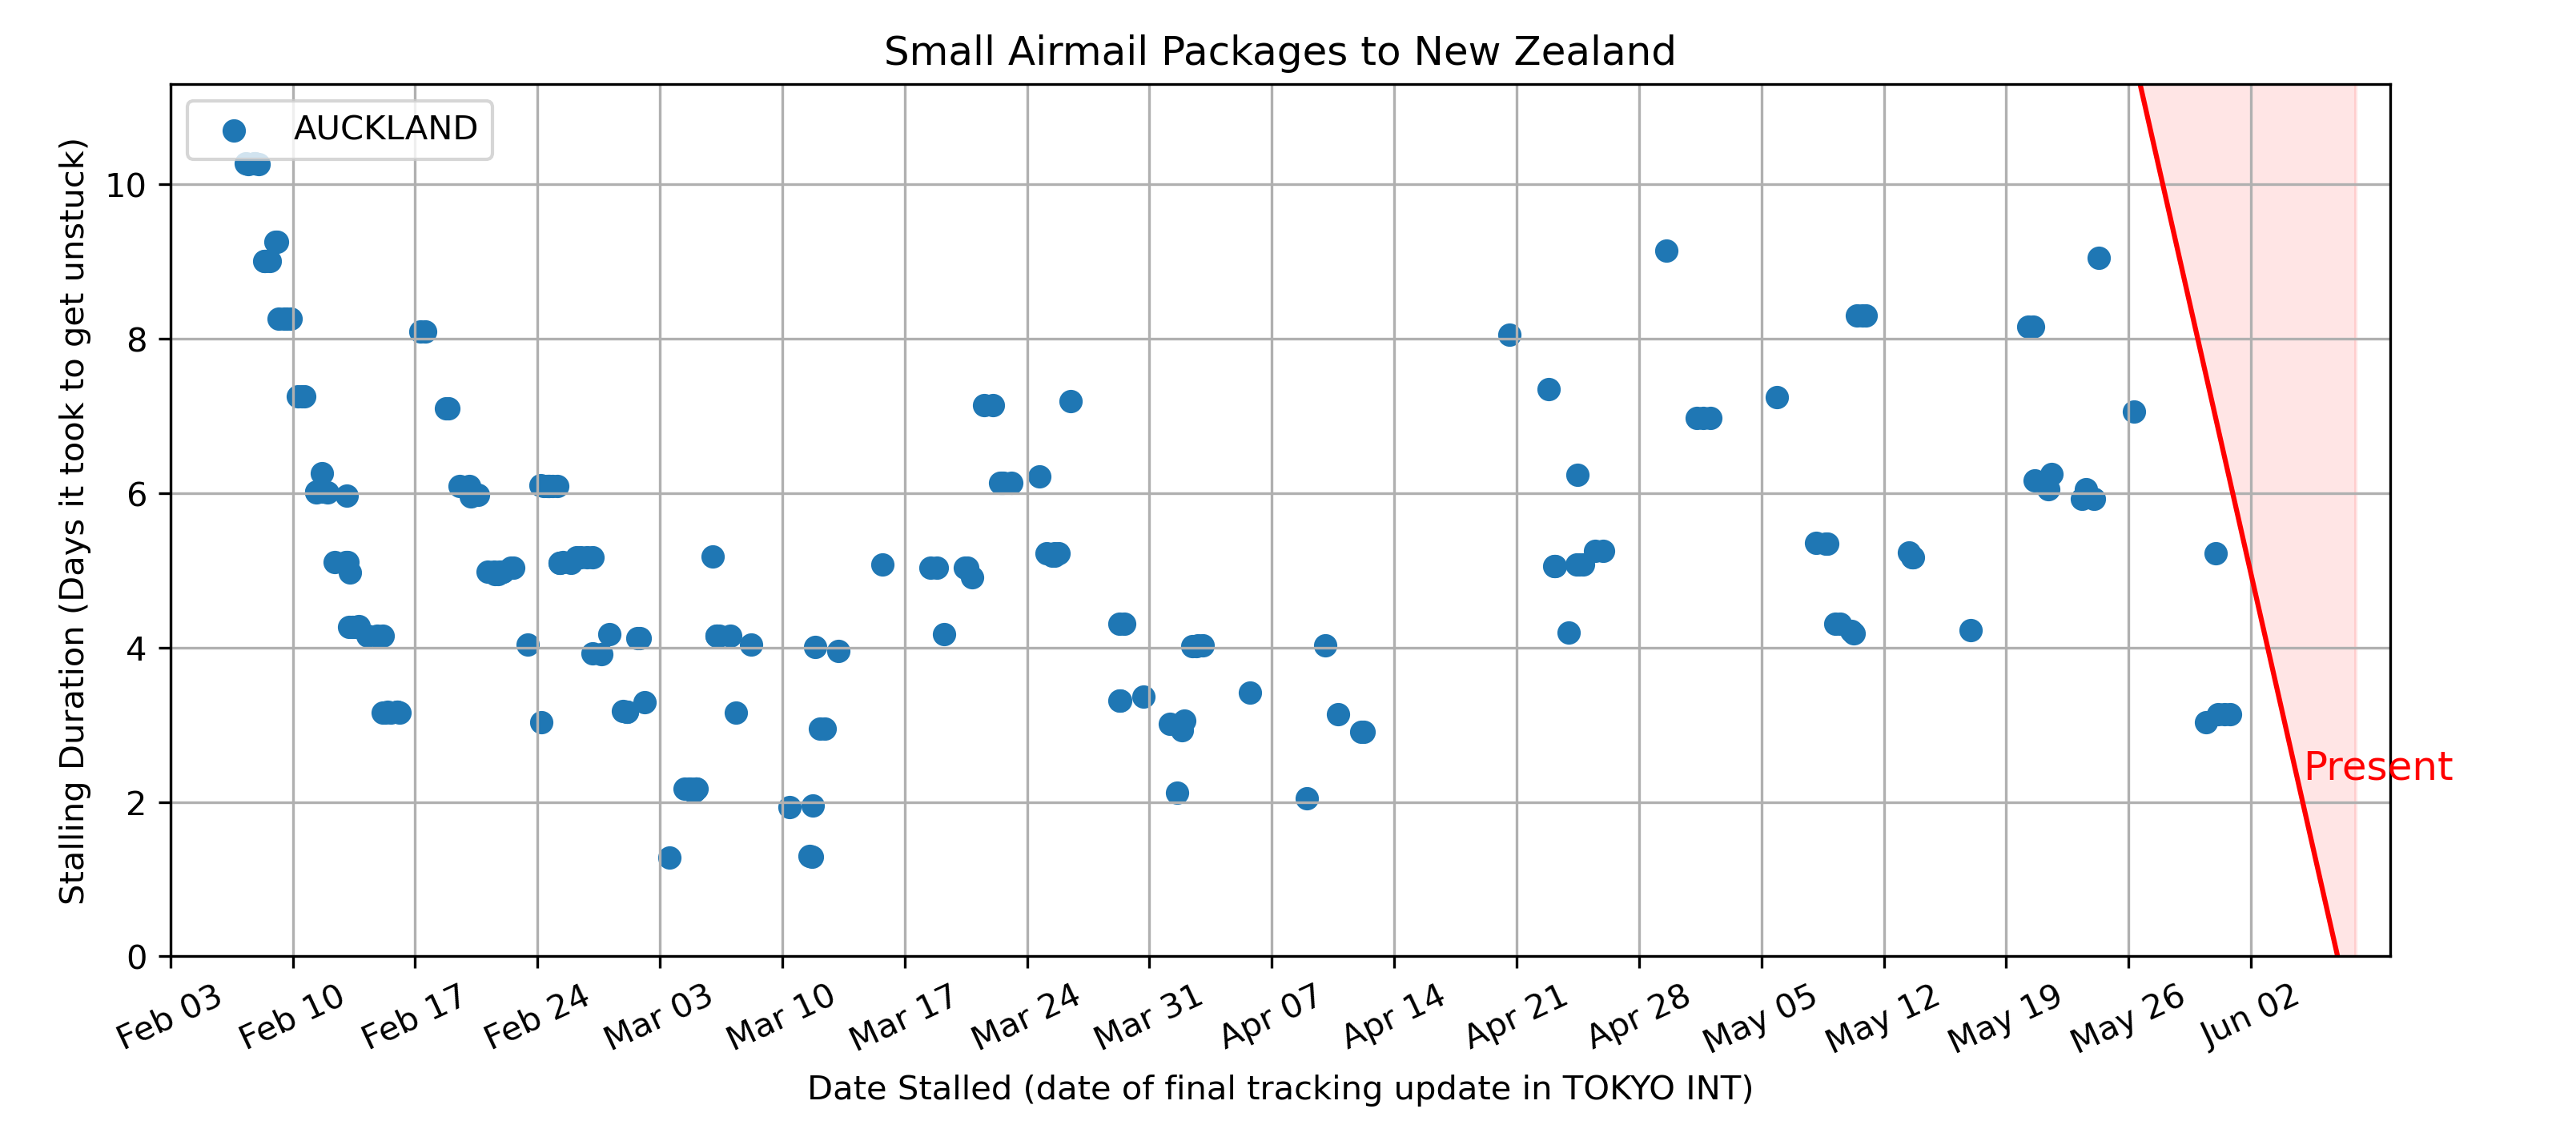 Small Airmail Packages to New Zealand
AUCKLAND
Stalling Duration (Days it took to get unstuck)
10
8
6
4
2
0
Present
Feb 03
Feb 10
Feb 17
Feb 24
Mar 03
Mar 10
Mar 17
Mar 24
Mar 31
Apr 07
Apr 14
Apr 21
Apr 28
May 05
May 12
May 19
May 26
Jun 02
Date Stalled (date of final tracking update in TOKYO INT)